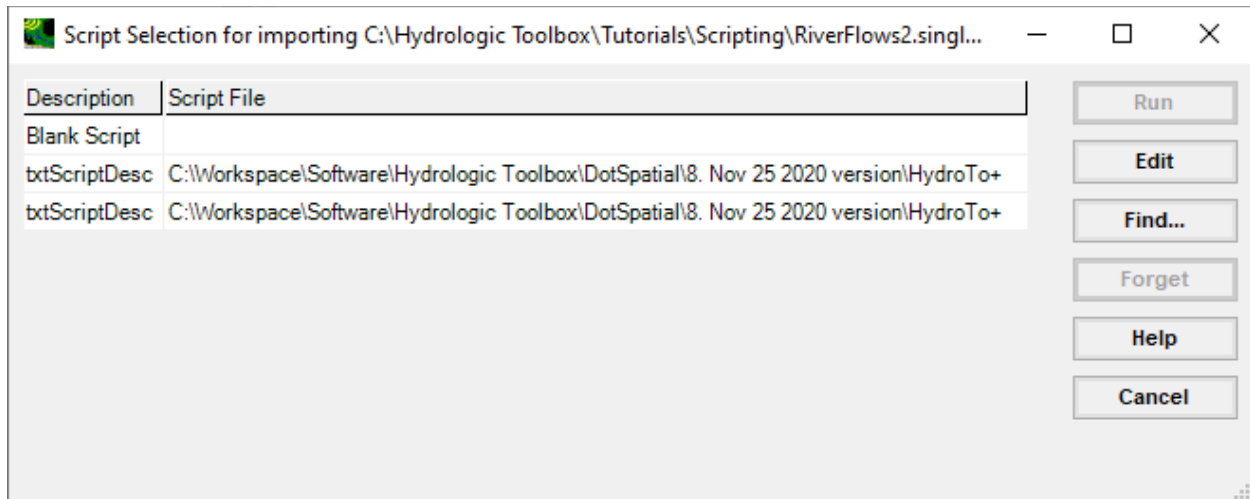 Script Selection for importing C:\Hydrologic Toolbox\Tutorials\Scripting\RiverFlows2.singl...
Description Script File
Blank Script
txtScriptDesc C:\Workspace\Software\Hydrologic Toolbox\DotSpatial\8. Nov 25 2020 version\HydroTo+
txtScriptDesc C:\Workspace\Software\Hydrologic Toolbox\DotSpatial\8. Nov 25 2020 version\HydroTo+
Run
Edit
Find...
Forget
Help
Cancel